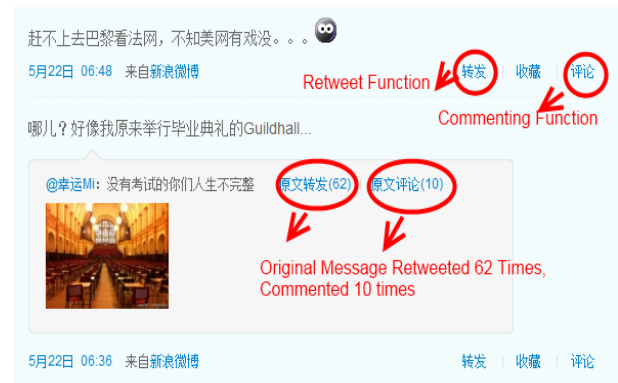 赶不上去巴黎看法网，不知美网有戏没。。。
5月22日 06:48 来自新浪微博 转发 收藏 评论
Retweet Function
Commenting Function
哪儿？好像我原来举行毕业典礼的Guildhall...
@幸运Mi：没有考试的你们人生不完整 原文转发(62) 原文评论(10)
Original Message Retweeted 62 Times,
Commented 10 times
5月22日 06:36 来自新浪微博 转发 收藏 评论